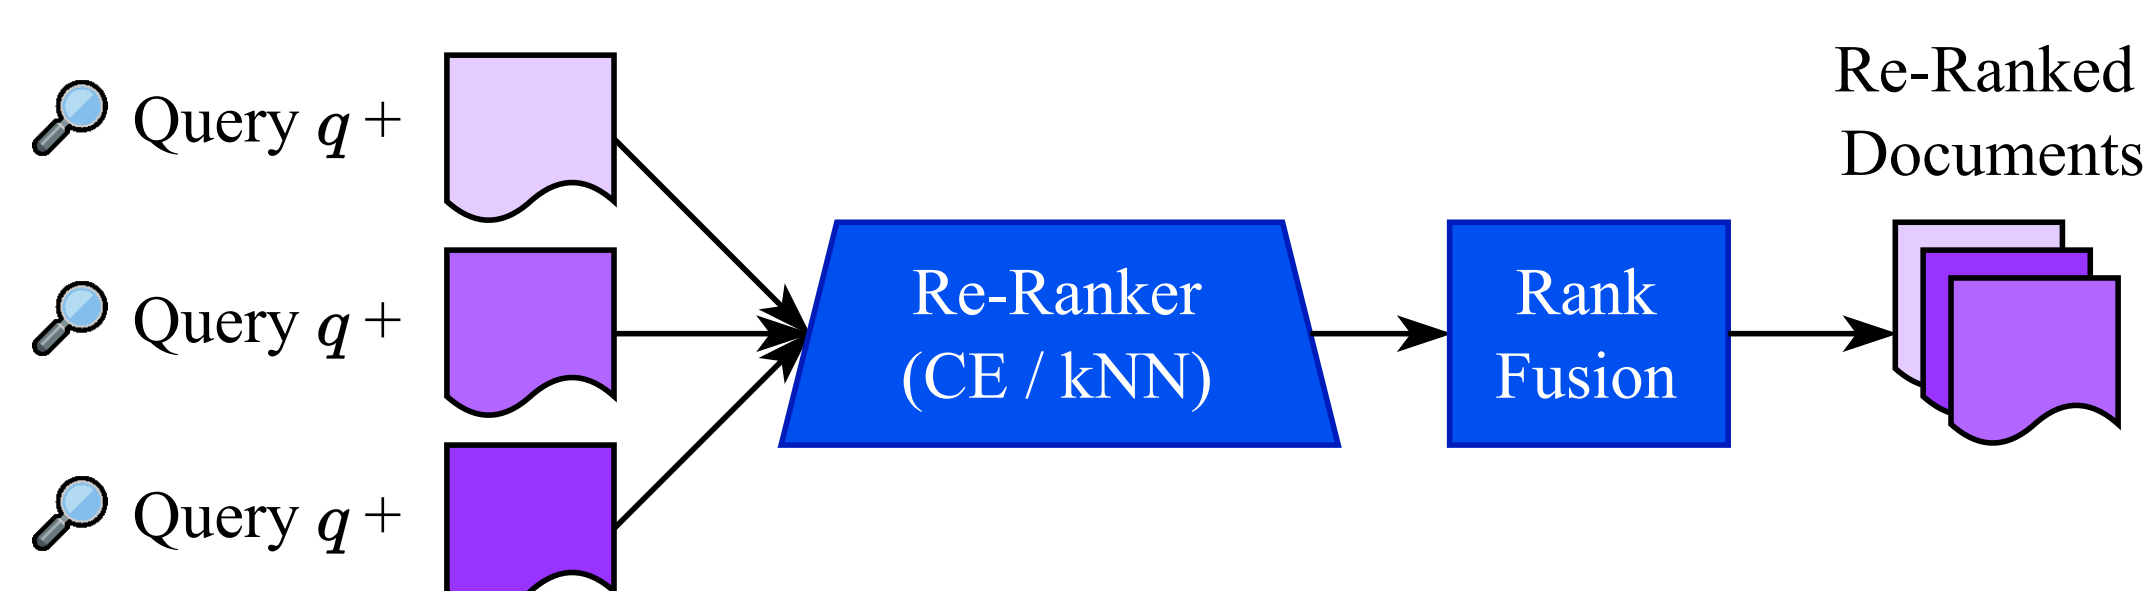 Query q +
Query q +
Query q +
Re-Ranker
(CE / kNN)
Rank
Fusion
Re-Ranked
Documents